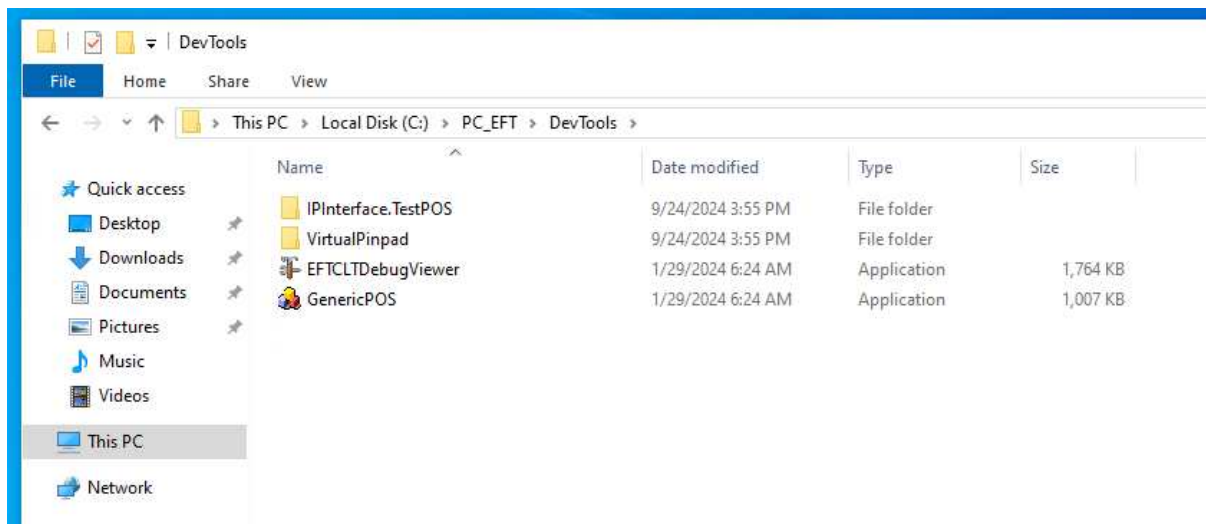 DevTools
File Home Share View
This PC > Local Disk (C:) > PC_EFT > DevTools >
Name Date modified Type Size
Quick access
Desktop
Downloads
Documents
Pictures
Music
Videos
This PC
Network
IPInterface.TestPOS 9/24/2024 3:55 PM File folder
VirtualPinpad 9/24/2024 3:55 PM File folder
EFTCLTDebugViewer 1/29/2024 6:24 AM Application 1,764 KB
GenericPOS 1/29/2024 6:24 AM Application 1,007 KB